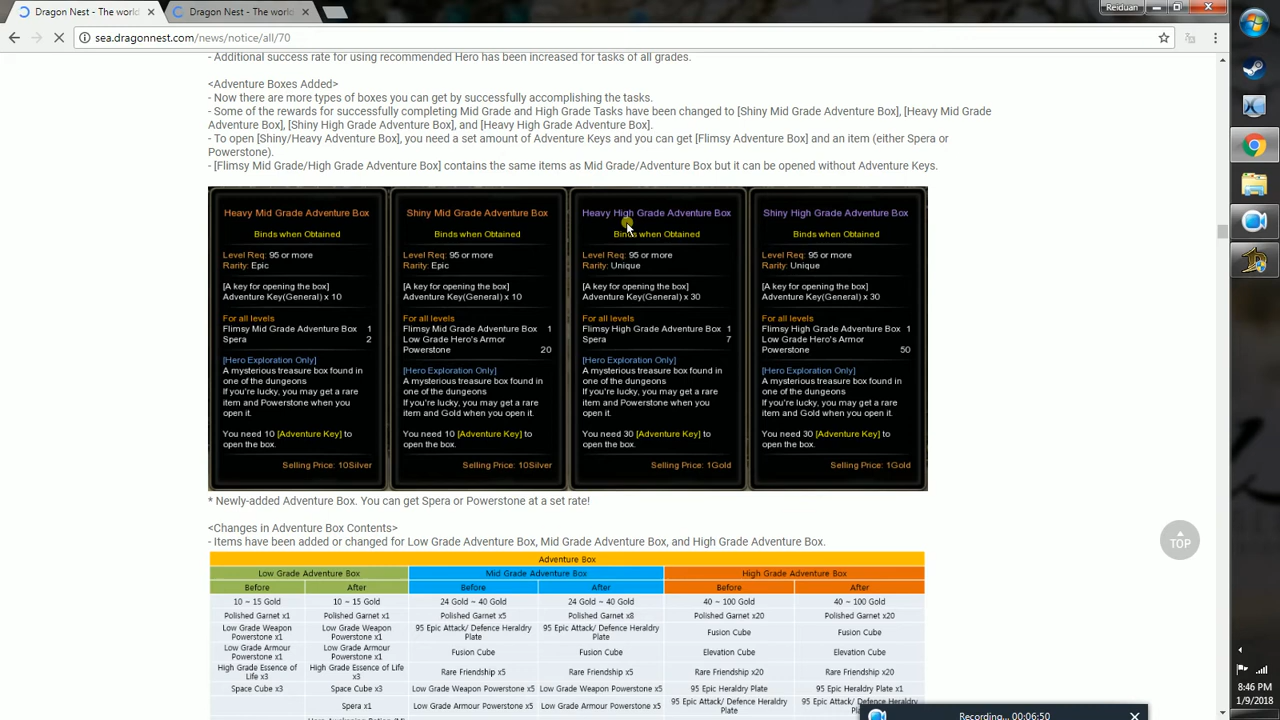 Dragon Nest - The world
Dragon Nest - The world
Reiduan
sea.dragonnest.com/news/notice/all/70
- Additional success rate for using recommended Hero has been increased for tasks of all grades.
<Adventure Boxes Added>
- Now there are more types of boxes you can get by successfully accomplishing the tasks.
- Some of the rewards for successfully completing Mid Grade and High Grade Tasks have been changed to [Shiny Mid Grade Adventure Box], [Heavy Mid Grade
Adventure Box], [Shiny High Grade Adventure Box], and [Heavy High Grade Adventure Box].
- To open [Shiny/Heavy Adventure Box], you need a set amount of Adventure Keys and you can get [Flimsy Adventure Box] and an item (either Spera or
Powerstone).
- [Flimsy Mid Grade/High Grade Adventure Box] contains the same items as Mid Grade/Adventure Box but it can be opened without Adventure Keys.
Heavy Mid Grade Adventure Box
Binds when Obtained
Level Req: 95 or more
Rarity: Epic
[A key for opening the box]
Adventure Key(General) x 10
For all levels
Flimsy Mid Grade Adventure Box 1
Spera 2
[Hero Exploration Only]
A mysterious treasure box found in
one of the dungeons
If you're lucky, you may get a rare
item and Powerstone when you
open it.
You need 10 [Adventure Key] to
open the box.
Selling Price: 10Silver
Shiny Mid Grade Adventure Box
Binds when Obtained
Level Req: 95 or more
Rarity: Epic
[A key for opening the box]
Adventure Key(General) x 10
For all levels
Flimsy Mid Grade Adventure Box 1
Low Grade Hero's Armor
Powerstone 20
[Hero Exploration Only]
A mysterious treasure box found in
one of the dungeons
If you're lucky, you may get a rare
item and Gold when you open it.
You need 10 [Adventure Key] to
open the box.
Selling Price: 10Silver
Heavy High Grade Adventure Box
Binds when Obtained
Level Req: 95 or more
Rarity: Unique
[A key for opening the box]
Adventure Key(General) x 30
For all levels
Flimsy High Grade Adventure Box 1
Spera 7
[Hero Exploration Only]
A mysterious treasure box found in
one of the dungeons
If you're lucky, you may get a rare
item and Powerstone when you
open it.
You need 30 [Adventure Key] to
open the box.
Selling Price: 1Gold
Shiny High Grade Adventure Box
Binds when Obtained
Level Req: 95 or more
Rarity: Unique
[A key for opening the box]
Adventure Key(General) x 30
For all levels
Flimsy High Grade Adventure Box 1
Low Grade Hero's Armor
Powerstone 50
[Hero Exploration Only]
A mysterious treasure box found in
one of the dungeons
If you're lucky, you may get a rare
item and Gold when you open it.
You need 30 [Adventure Key] to
open the box.
Selling Price: 1Gold
* Newly-added Adventure Box. You can get Spera or Powerstone at a set rate!
<Changes in Adventure Box Contents>
- Items have been added or changed for Low Grade Adventure Box, Mid Grade Adventure Box, and High Grade Adventure Box.
TOP
Adventure Box
Low Grade Adventure Box Mid Grade Adventure Box High Grade Adventure Box
Before After Before After Before After
10 ~ 15 Gold 10 ~ 15 Gold 24 Gold ~ 40 Gold 24 Gold ~ 40 Gold 40 ~ 100 Gold 40 ~ 100 Gold
Polished Garnet x1 Polished Garnet x1 Polished Garnet x5 Polished Garnet x8 Polished Garnet x20 Polished Garnet x20
Low Grade Weapon Low Grade Weapon 95 Epic Attack/ Defence Heraldry 95 Epic Attack/ Defence Heraldry Fusion Cube Fusion Cube
Powerstone x1 Powerstone x1 Plate Plate
Low Grade Armour Low Grade Armour Fusion Cube Fusion Cube Elevation Cube Elevation Cube
Powerstone x1 Powerstone x1
High Grade Essence of High Grade Essence of Life Rare Friendship x5 Rare Friendship x5 Rare Friendship x20 Rare Friendship x20
Life x3 x3
Space Cube x3 Space Cube x3 Low Grade Weapon Powerstone x5 Low Grade Weapon Powerstone x5 95 Epic Heraldry Plate 95 Epic Heraldry Plate x1
Spera x1 Low Grade Armour Powerstone x5 Low Grade Armour Powerstone x5 95 Epic Attack/ Defence Heraldry 95 Epic Attack/ Defence Heraldry
Plate
Recording... 00:06:50
8:46 PM
1/9/2018